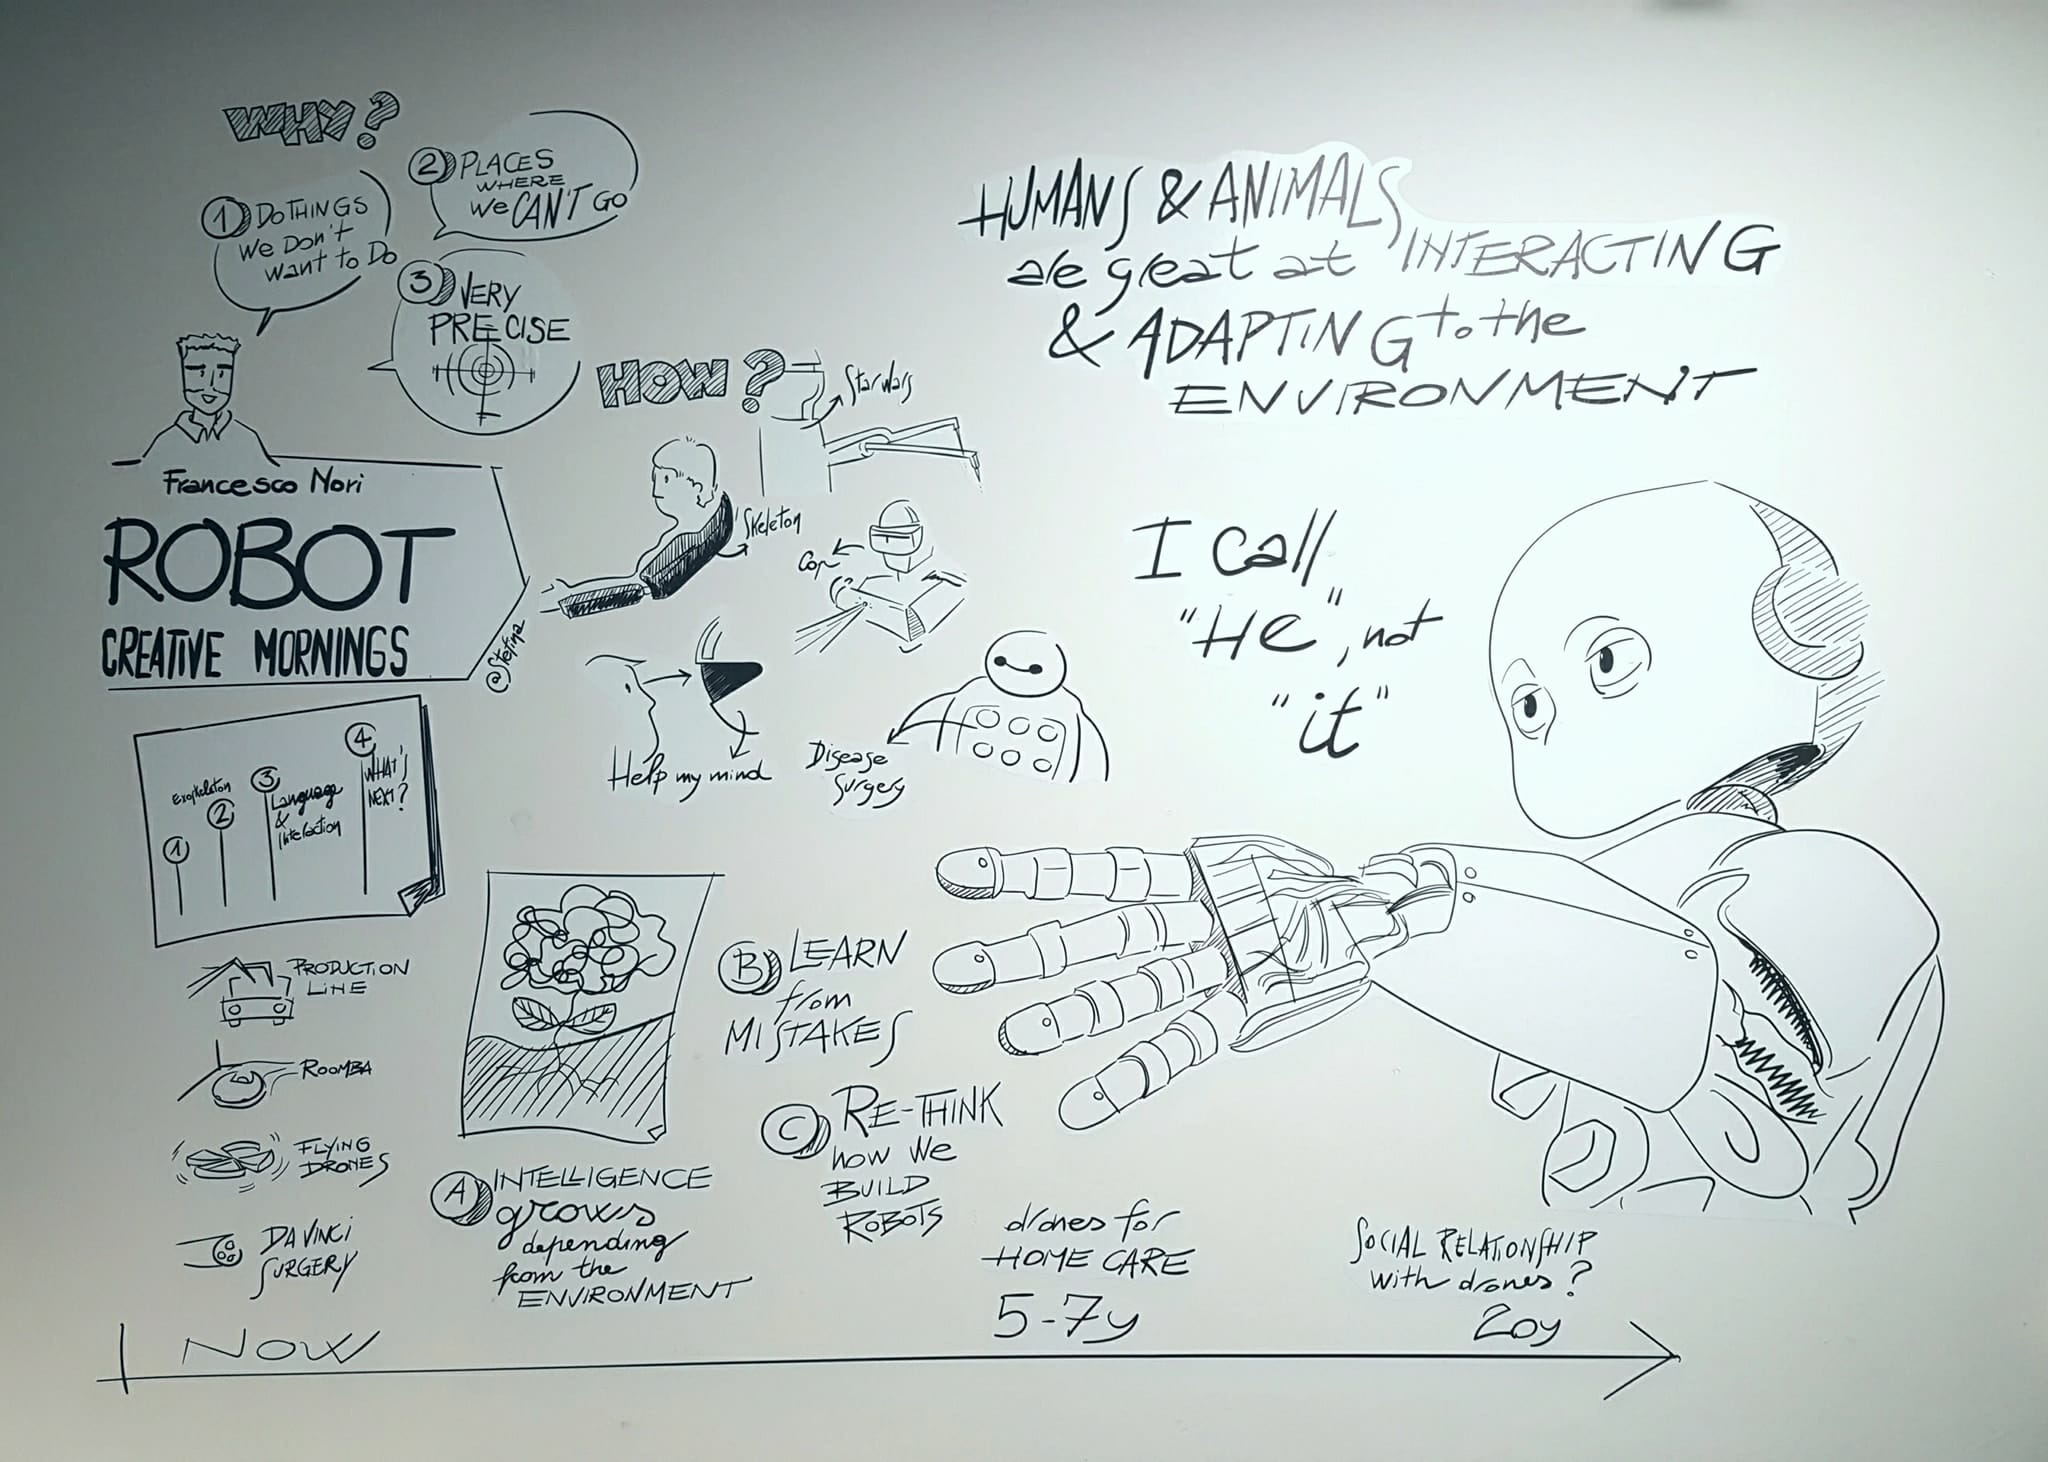 WHY?
1 DO THINGS
We Don't
want to Do
2 PLACES
WHERE
We CAN'T GO
3 VERY
PRECISE
Francesco Nori
ROBOT
CREATIVE MORNINGS
@Stefina
HOW?
Star wars
Skeleton
Cop
Help my mind
Disease
Surgery
HUMANS & ANIMALS
are great at INTERACTING
& ADAPTING to the
ENVIRONMENT
I call
"He", not
"it"
1
Exoskeleton
2
3
Language
&
Interaction
4
WHAT'S
NEXT?
PRODUCTION
LINE
ROOMBA
FLYING
DRONES
DA VINCI
SURGERY
A INTELLIGENCE
grows
depending
from the
ENVIRONMENT
B LEARN
from
MISTAKES
C RE-THINK
how We
BUILD
ROBOTS
drones for
HOME CARE
5-7y
SOCIAL RELATIONSHIP
with drones?
20y
NOW